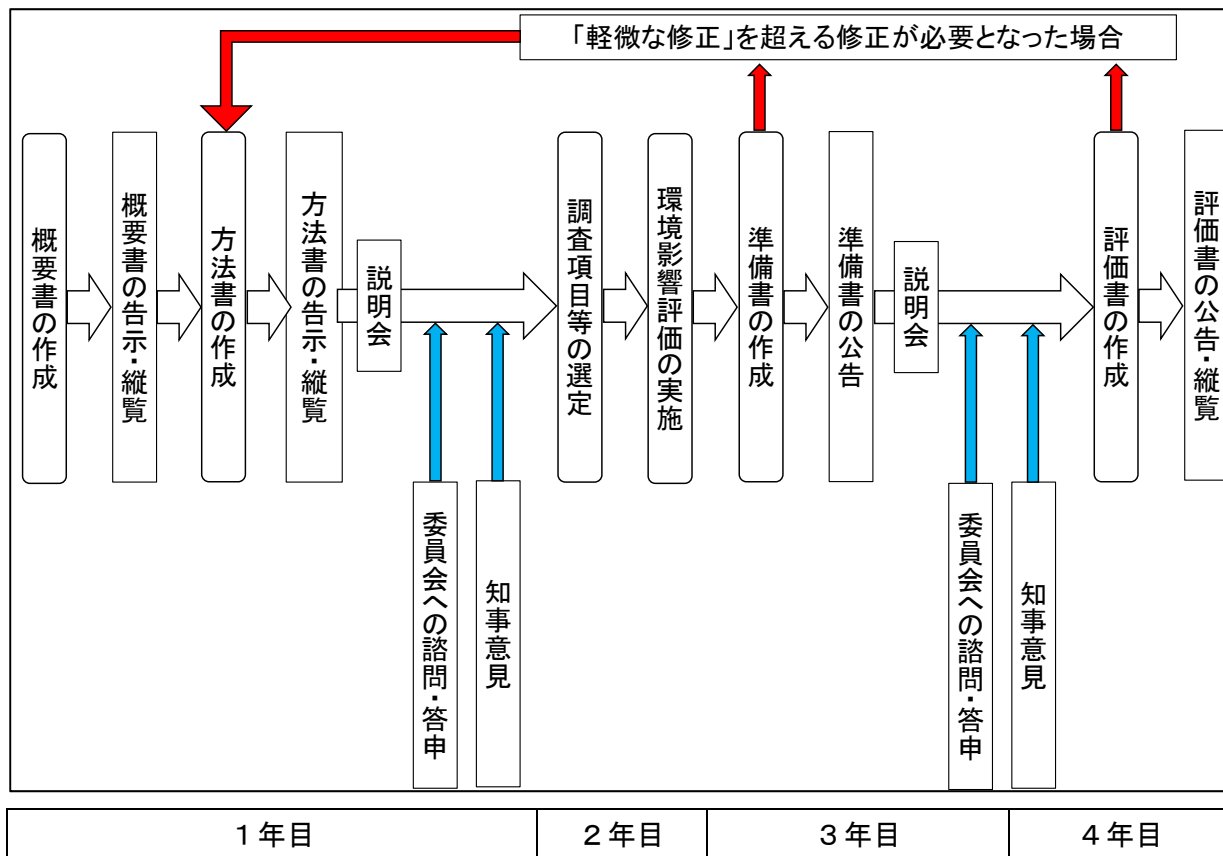 「軽微な修正」を超える修正が必要となった場合
概要書の作成
概要書の告示・縦覧
方法書の作成
方法書の告示・縦覧
説明会
委員会への諮問・答申
知事意見
調査項目等の選定
環境影響評価の実施
準備書の作成
準備書の公告
説明会
委員会への諮問・答申
知事意見
評価書の作成
評価書の公告・縦覧
1年目
2年目
3年目
4年目